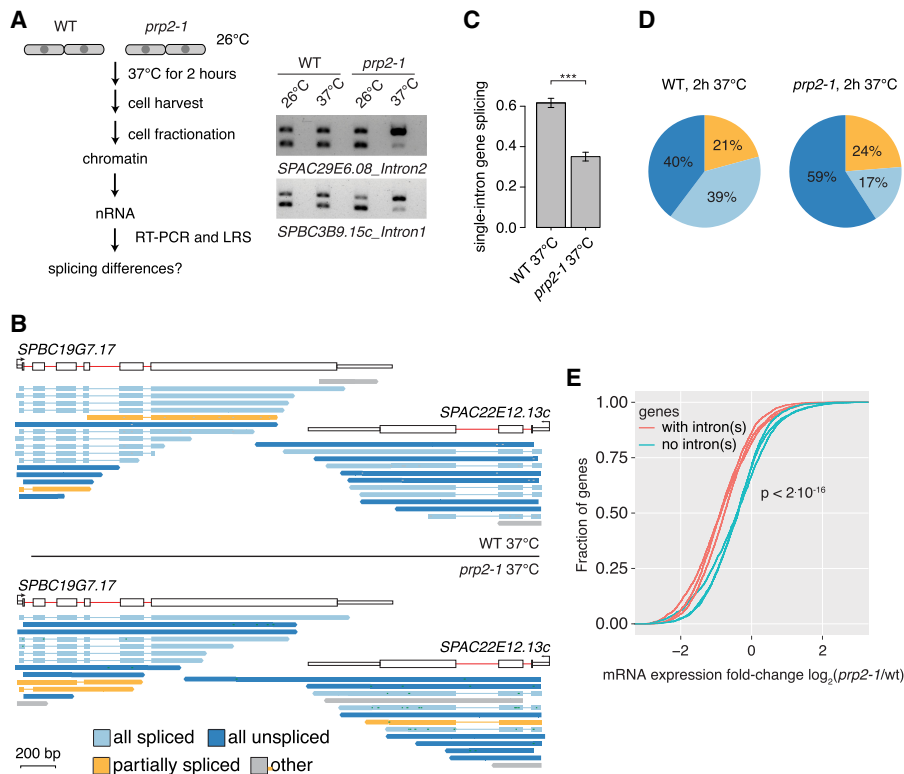 A
WT
prp2-1
26°C
37°C for 2 hours
cell harvest
cell fractionation
chromatin
nRNA
RT-PCR and LRS
splicing differences?
WT
prp2-1
26°C
37°C
26°C
37°C
SPAC29E6.08_Intron2
SPBC3B9.15c_Intron1
C
single-intron gene splicing
0.6
0.4
0.2
0.0
***
WT 37°C
prp2-1 37°C
D
WT, 2h 37°C
prp2-1, 2h 37°C
21%
40%
39%
24%
59%
17%
B
SPBC19G7.17
SPAC22E12.13c
WT 37°C
prp2-1 37°C
SPBC19G7.17
SPAC22E12.13c
all spliced
all unspliced
partially spliced
other
200 bp
E
Fraction of genes
1.00
0.75
0.50
0.25
0.00
genes
with intron(s)
no intron(s)
p < 2·10-16
−2
0
2
mRNA expression fold-change log2(prp2-1/wt)